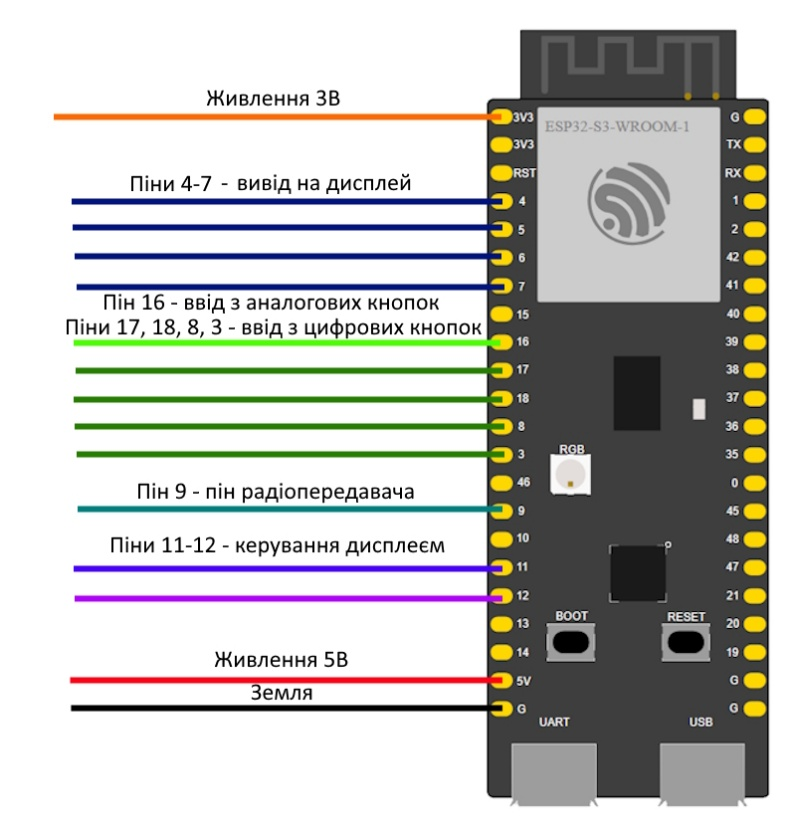 Живлення 3В
ESP32-S3-WROOM-1
3V3 G
3V3 TX
RST RX
Піни 4-7 - вивід на дисплей
4 1
5 2
6 42
7 41
Пін 16 - ввід з аналогових кнопок
15 40
Піни 17, 18, 8, 3 - ввід з цифрових кнопок
16 39
17 38
18 37
8 36
3 35
RGB
46 0
Пін 9 - пін радіопередавача
9 45
10 48
Піни 11-12 - керування дисплеєм
11 47
12 21
BOOT RESET
13 20
14 19
Живлення 5В
5V G
Земля
G G
UART USB